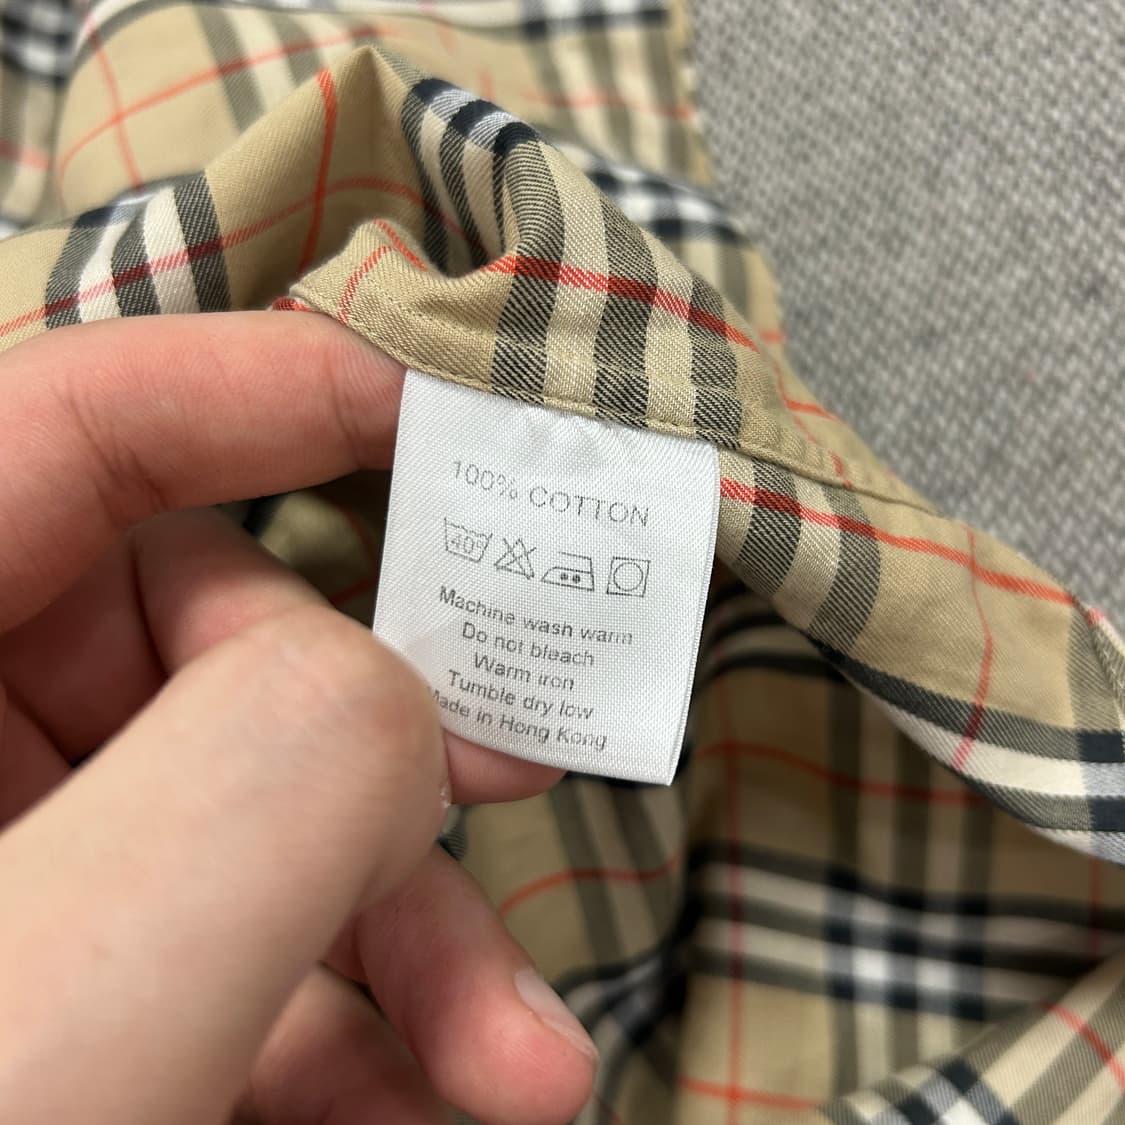 100% COTTON
40°
Machine wash warm
Do not bleach
Warm iron
Tumble dry low
Made in Hong Kong